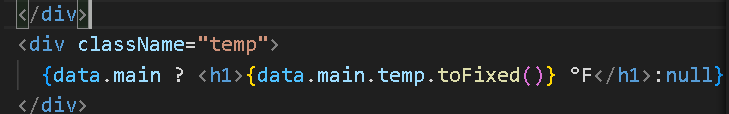 </div>
<div className="temp">
{data.main ? <h1>{data.main.temp.toFixed()} °F</h1>:null}
</div>